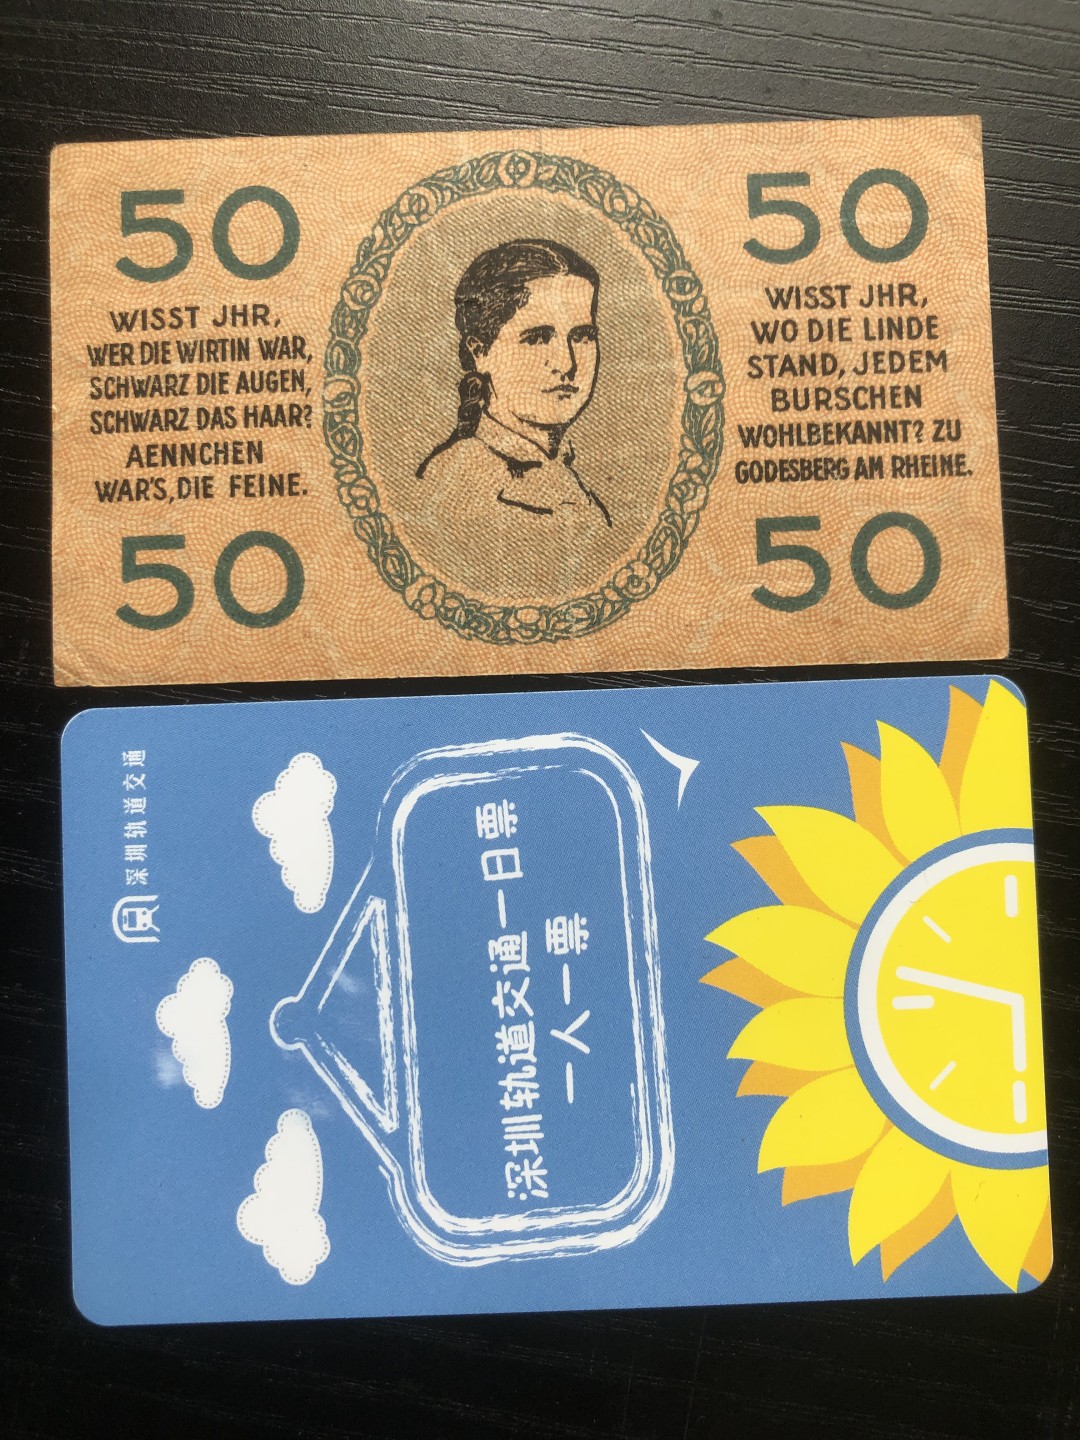 50
50
WISST JHR,
WER DIE WIRTIN WAR,
SCHWARZ DIE AUGEN,
SCHWARZ DAS HAAR?
AENNCHEN
WAR'S, DIE FEINE.
WISST JHR,
WO DIE LINDE
STAND, JEDEM
BURSCHEN
WOHLBEKANNT? ZU
GODESBERG AM RHEINE.
50
50
深圳轨道交通
深圳轨道交通一日票
一人一票